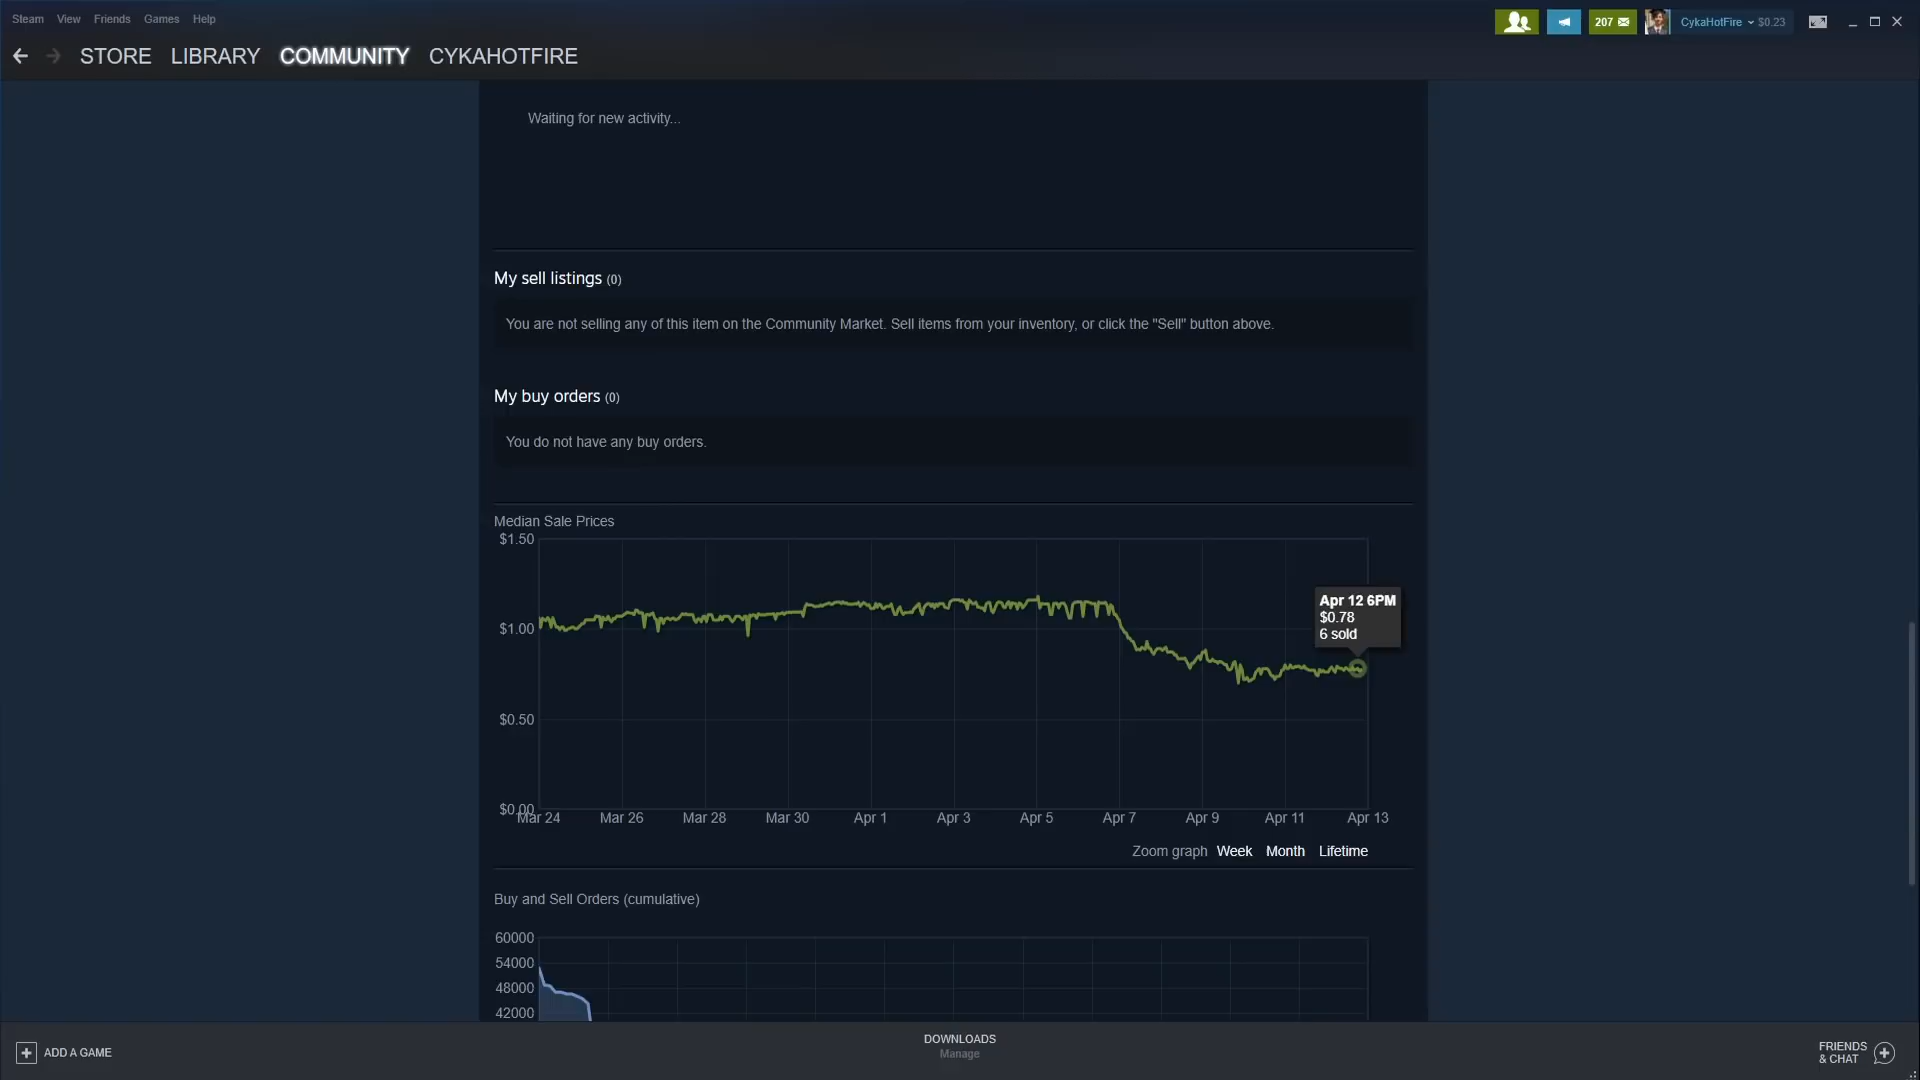 Steam View Friends Games Help
207
CykaHotFire $0.23
STORE LIBRARY COMMUNITY CYKAHOTFIRE
Waiting for new activity...
My sell listings (0)
You are not selling any of this item on the Community Market. Sell items from your inventory, or click the "Sell" button above.
My buy orders (0)
You do not have any buy orders.
Median Sale Prices
$1.50
$1.00
$0.50
$0.00
Apr 12 6PM
$0.78
6 sold
Mar 24 Mar 26 Mar 28 Mar 30 Apr 1 Apr 3 Apr 5 Apr 7 Apr 9 Apr 11 Apr 13
Zoom graph Week Month Lifetime
Buy and Sell Orders (cumulative)
60000
54000
48000
42000
ADD A GAME
DOWNLOADS
Manage
FRIENDS
& CHAT